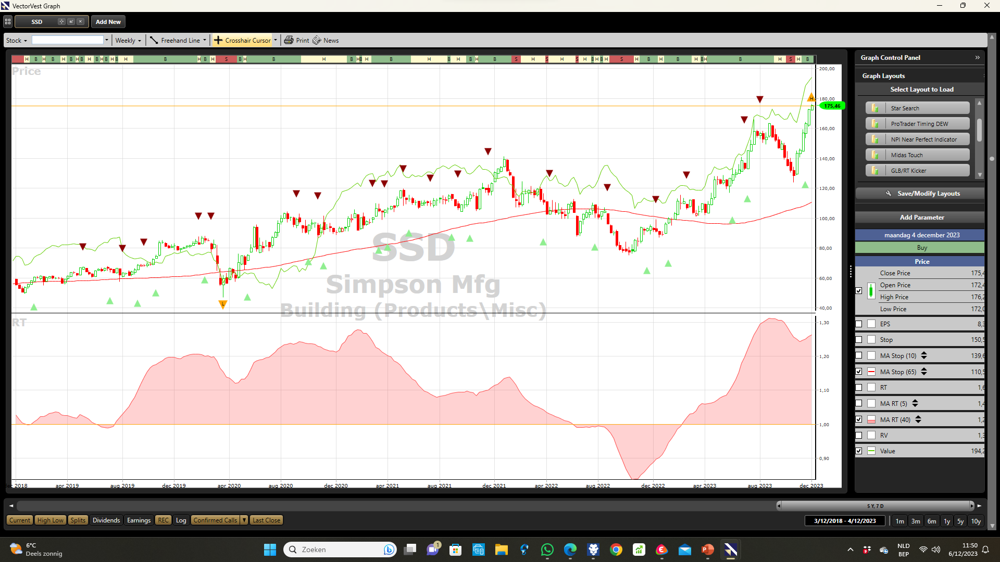 VectorVest Graph
SSD
Add New
Stock
Weekly
Freehand Line
Crosshair Cursor
Print
News
Price
200,00
180,00
175,46
160,00
140,00
120,00
100,00
80,00
60,00
40,00
H
L
SSD
Simpson Mfg
Building (Products\Misc)
RT
1,30
1,20
1,10
1,00
0,90
dec 2018 apr 2019 aug 2019 dec 2019 apr 2020 aug 2020 dec 2020 apr 2021 aug 2021 dec 2021 apr 2022 aug 2022 dec 2022 apr 2023 aug 2023 dec 2023
5 Y, 7 D
Current
High Low
Splits
Dividends
Earnings
REC
Log
Confirmed Calls
Last Close
3/12/2018 - 4/12/2023
1m
3m
6m
1y
5y
10y
Graph Control Panel
Graph Layouts
Select Layout to Load
Star Search
ProTrader Timing DEW
NPI Near Perfect Indicator
Midas Touch
GLB/RT Kicker
Save/Modify Layouts
Add Parameter
maandag 4 december 2023
Buy
Price
Close Price 175,4
Open Price 172,4
High Price 176,2
Low Price 172,0
EPS 8,3
Stop 150,5
MA Stop (10) 139,6
MA Stop (65) 110,5
RT 1,6
MA RT (5) 1,4
MA RT (40) 1,2
RV 1,3
Value 194,2
6°C
Deels zonnig
Zoeken
1
9
NLD
BEP
11:50
6/12/2023